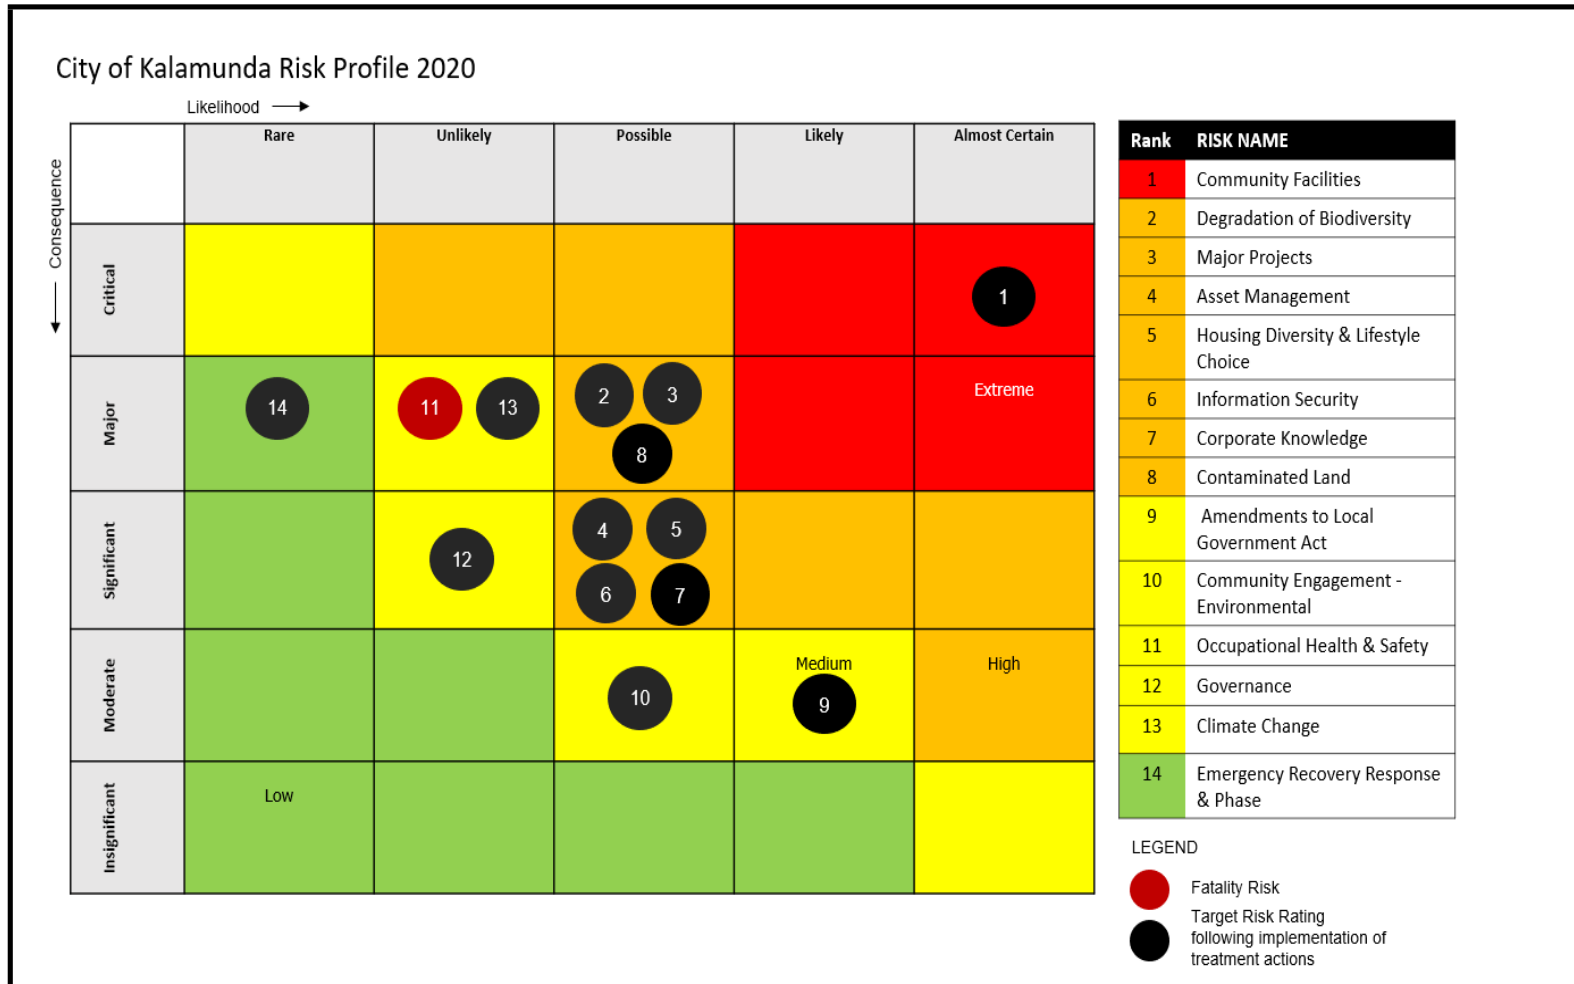 City of Kalamunda Risk Profile 2020
Likelihood
Consequence
Rare
Unlikely
Possible
Likely
Almost Certain
Critical
1
Major
14
11
13
2
3
8
Extreme
Significant
12
4
5
6
7
Moderate
10
Medium
9
High
Insignificant
Low
Rank RISK NAME
1 Community Facilities
2 Degradation of Biodiversity
3 Major Projects
4 Asset Management
5 Housing Diversity & Lifestyle
Choice
6 Information Security
7 Corporate Knowledge
8 Contaminated Land
9 Amendments to Local
Government Act
10 Community Engagement -
Environmental
11 Occupational Health & Safety
12 Governance
13 Climate Change
14 Emergency Recovery Response
& Phase
LEGEND
Fatality Risk
Target Risk Rating
following implementation of
treatment actions